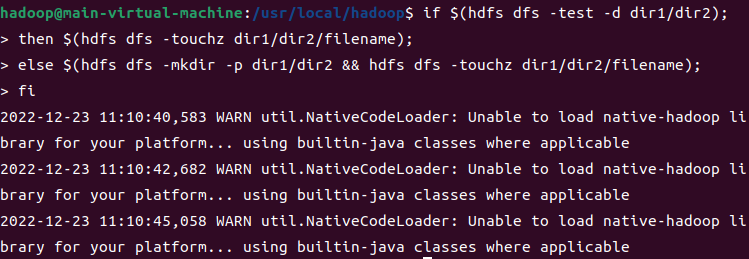 hadoop@main-virtual-machine:/usr/local/hadoop$ if $(hdfs dfs -test -d dir1/dir2);
> then $(hdfs dfs -touchz dir1/dir2/filename);
> else $(hdfs dfs -mkdir -p dir1/dir2 && hdfs dfs -touchz dir1/dir2/filename);
> fi
2022-12-23 11:10:40,583 WARN util.NativeCodeLoader: Unable to load native-hadoop li
brary for your platform... using builtin-java classes where applicable
2022-12-23 11:10:42,682 WARN util.NativeCodeLoader: Unable to load native-hadoop li
brary for your platform... using builtin-java classes where applicable
2022-12-23 11:10:45,058 WARN util.NativeCodeLoader: Unable to load native-hadoop li
brary for your platform... using builtin-java classes where applicable